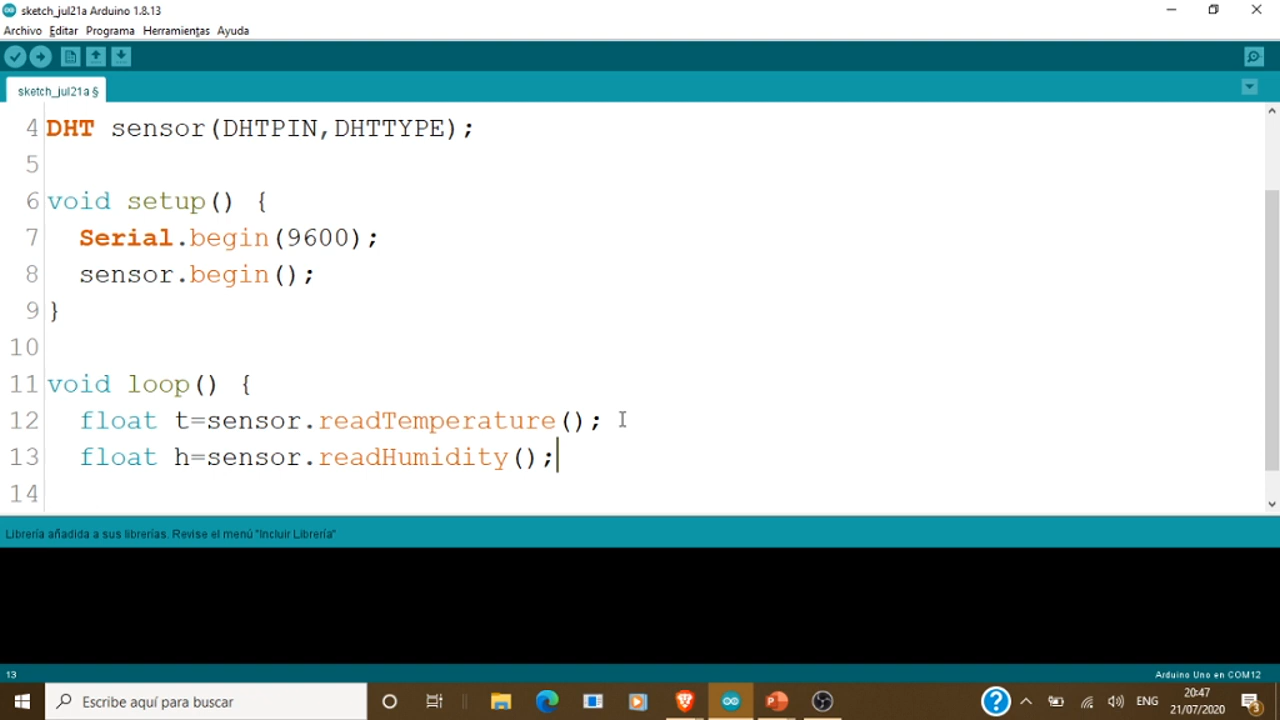 sketch_jul21a Arduino 1.8.13
Archivo Editar Programa Herramientas Ayuda
sketch_jul21a §
4 DHT sensor(DHTPIN,DHTTYPE);
5
6 void setup() {
7 Serial.begin(9600);
8 sensor.begin();
9 }
10
11 void loop() {
12 float t=sensor.readTemperature();
13 float h=sensor.readHumidity();
14
Librería añadida a sus librerías. Revise el menú "Incluir Librería"
13 Arduino Uno en COM12
Escribe aquí para buscar
ENG
20:47
21/07/2020
3